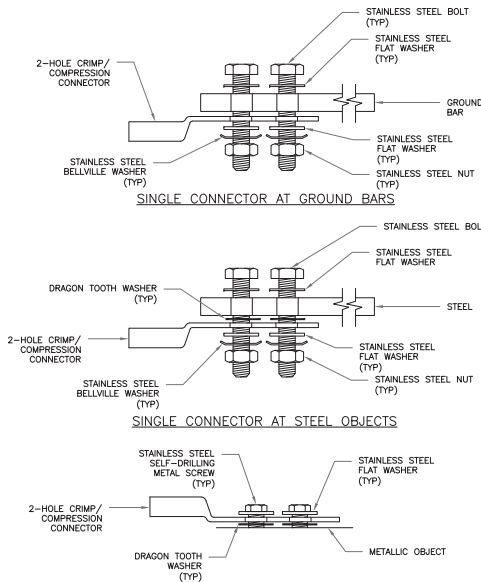 STAINLESS STEEL BOLT
(TYP)
STAINLESS STEEL
FLAT WASHER
(TYP)
2-HOLE CRIMP/
COMPRESSION
CONNECTOR
GROUND
BAR
STAINLESS STEEL
FLAT WASHER
(TYP)
STAINLESS STEEL
BELLVILLE WASHER
(TYP)
STAINLESS STEEL NUT
(TYP)
SINGLE CONNECTOR AT GROUND BARS
STAINLESS STEEL BOL
STAINLESS STEEL
FLAT WASHER
DRAGON TOOTH WASHER
(TYP)
STEEL
2-HOLE CRIMP/
COMPRESSION
CONNECTOR
STAINLESS STEEL
FLAT WASHER
(TYP)
STAINLESS STEEL
BELLVILLE WASHER
(TYP)
STAINLESS STEEL NUT
(TYP)
SINGLE CONNECTOR AT STEEL OBJECTS
STAINLESS STEEL
SELF-DRILLING
METAL SCREW
(TYP)
STAINLESS STEEL
FLAT WASHER
(TYP)
2-HOLE CRIMP/
COMPRESSION
CONNECTOR
DRAGON TOOTH
WASHER
(TYP)
METALLIC OBJECT